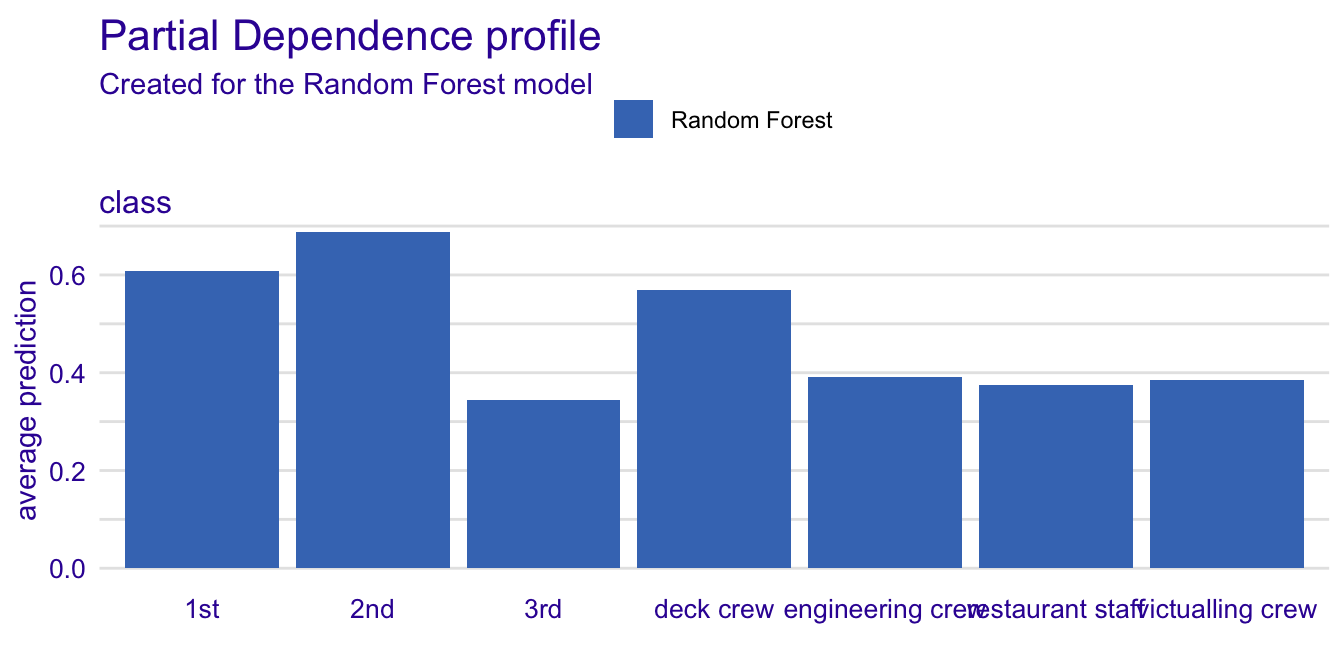 Partial Dependence profile
Created for the Random Forest model
Random Forest
class
average prediction
0.6
0.4
0.2
0.0
1st 2nd 3rd deck crew engineering crew restaurant staff victualling crew